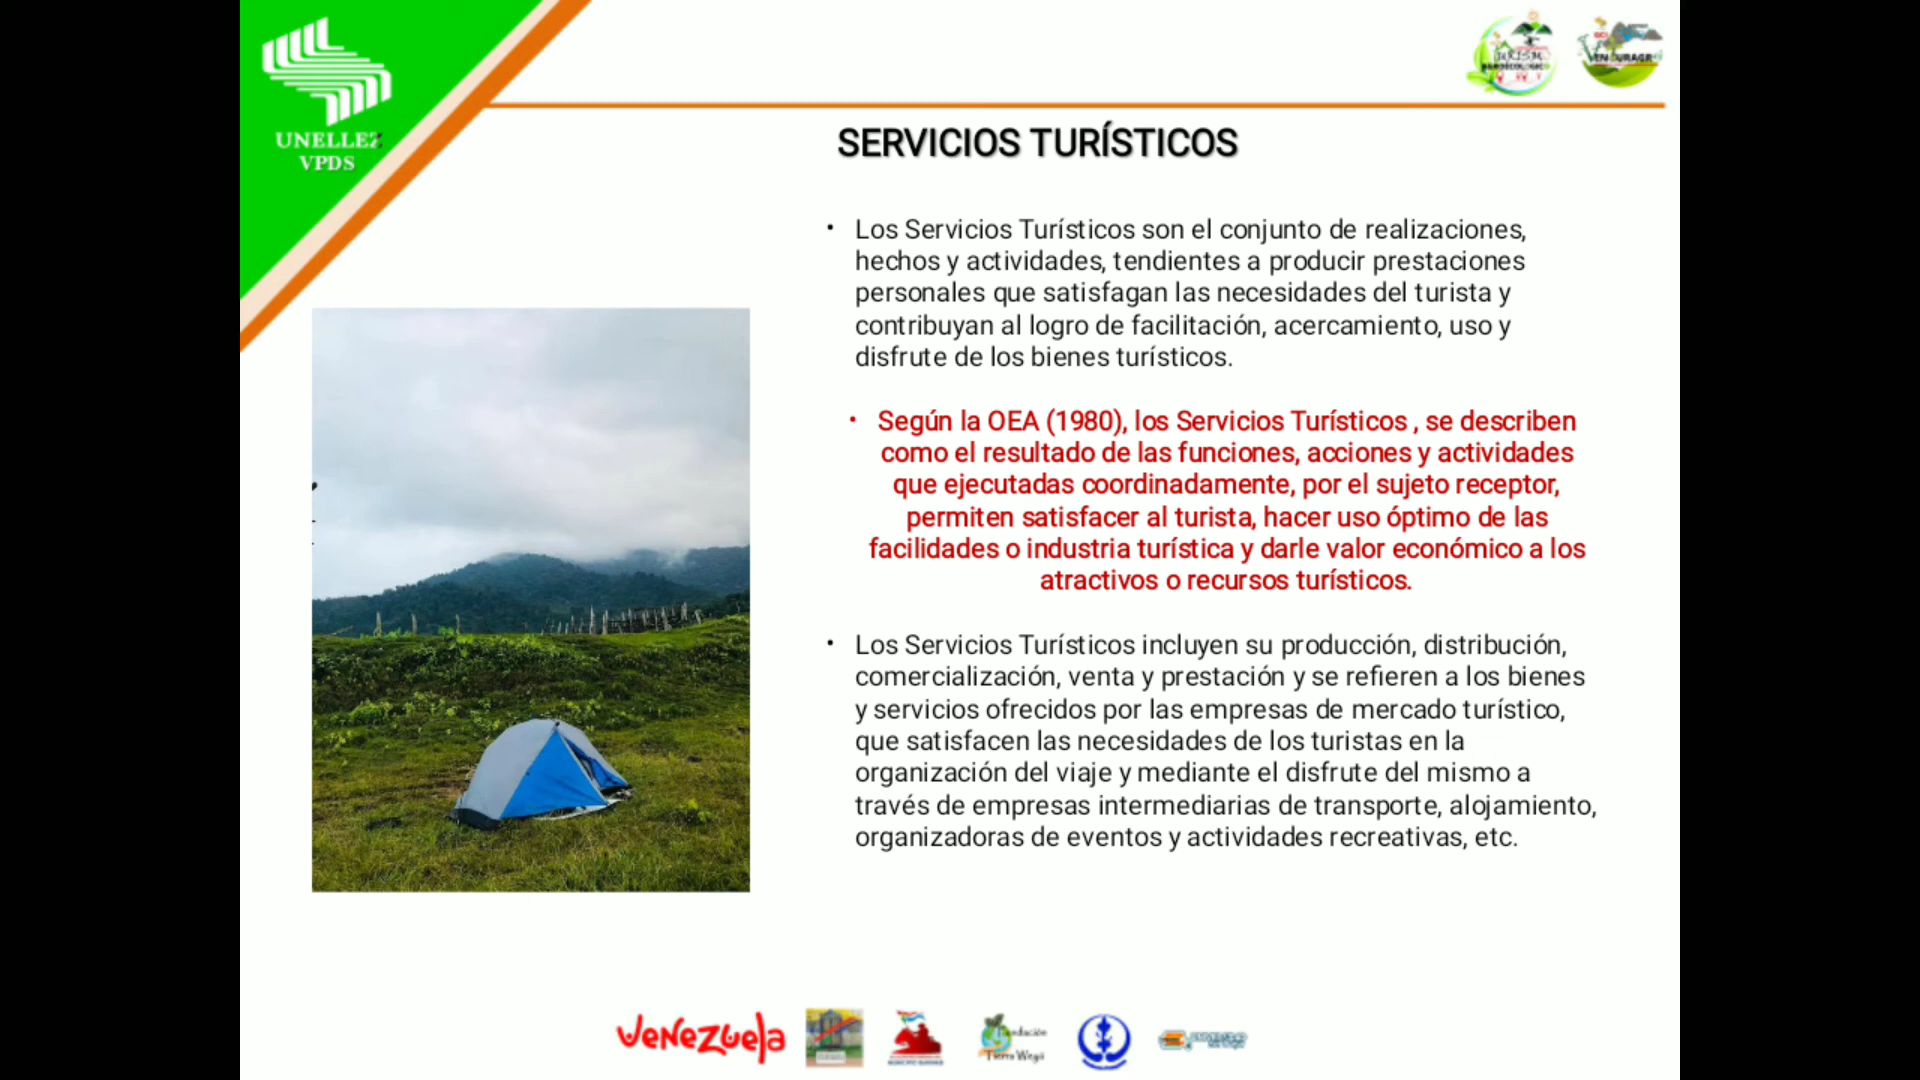 UNELLEZ
VPDS
SERVICIOS TURÍSTICOS
• Los Servicios Turísticos son el conjunto de realizaciones,
hechos y actividades, tendientes a producir prestaciones
personales que satisfagan las necesidades del turista y
contribuyan al logro de facilitación, acercamiento, uso y
disfrute de los bienes turísticos.
• Según la OEA (1980), los Servicios Turísticos , se describen
como el resultado de las funciones, acciones y actividades
que ejecutadas coordinadamente, por el sujeto receptor,
permiten satisfacer al turista, hacer uso óptimo de las
facilidades o industria turística y darle valor económico a los
atractivos o recursos turísticos.
• Los Servicios Turísticos incluyen su producción, distribución,
comercialización, venta y prestación y se refieren a los bienes
y servicios ofrecidos por las empresas de mercado turístico,
que satisfacen las necesidades de los turistas en la
organización del viaje y mediante el disfrute del mismo a
través de empresas intermediarias de transporte, alojamiento,
organizadoras de eventos y actividades recreativas, etc.
Venezuela
Fundación
Tierra Weyú